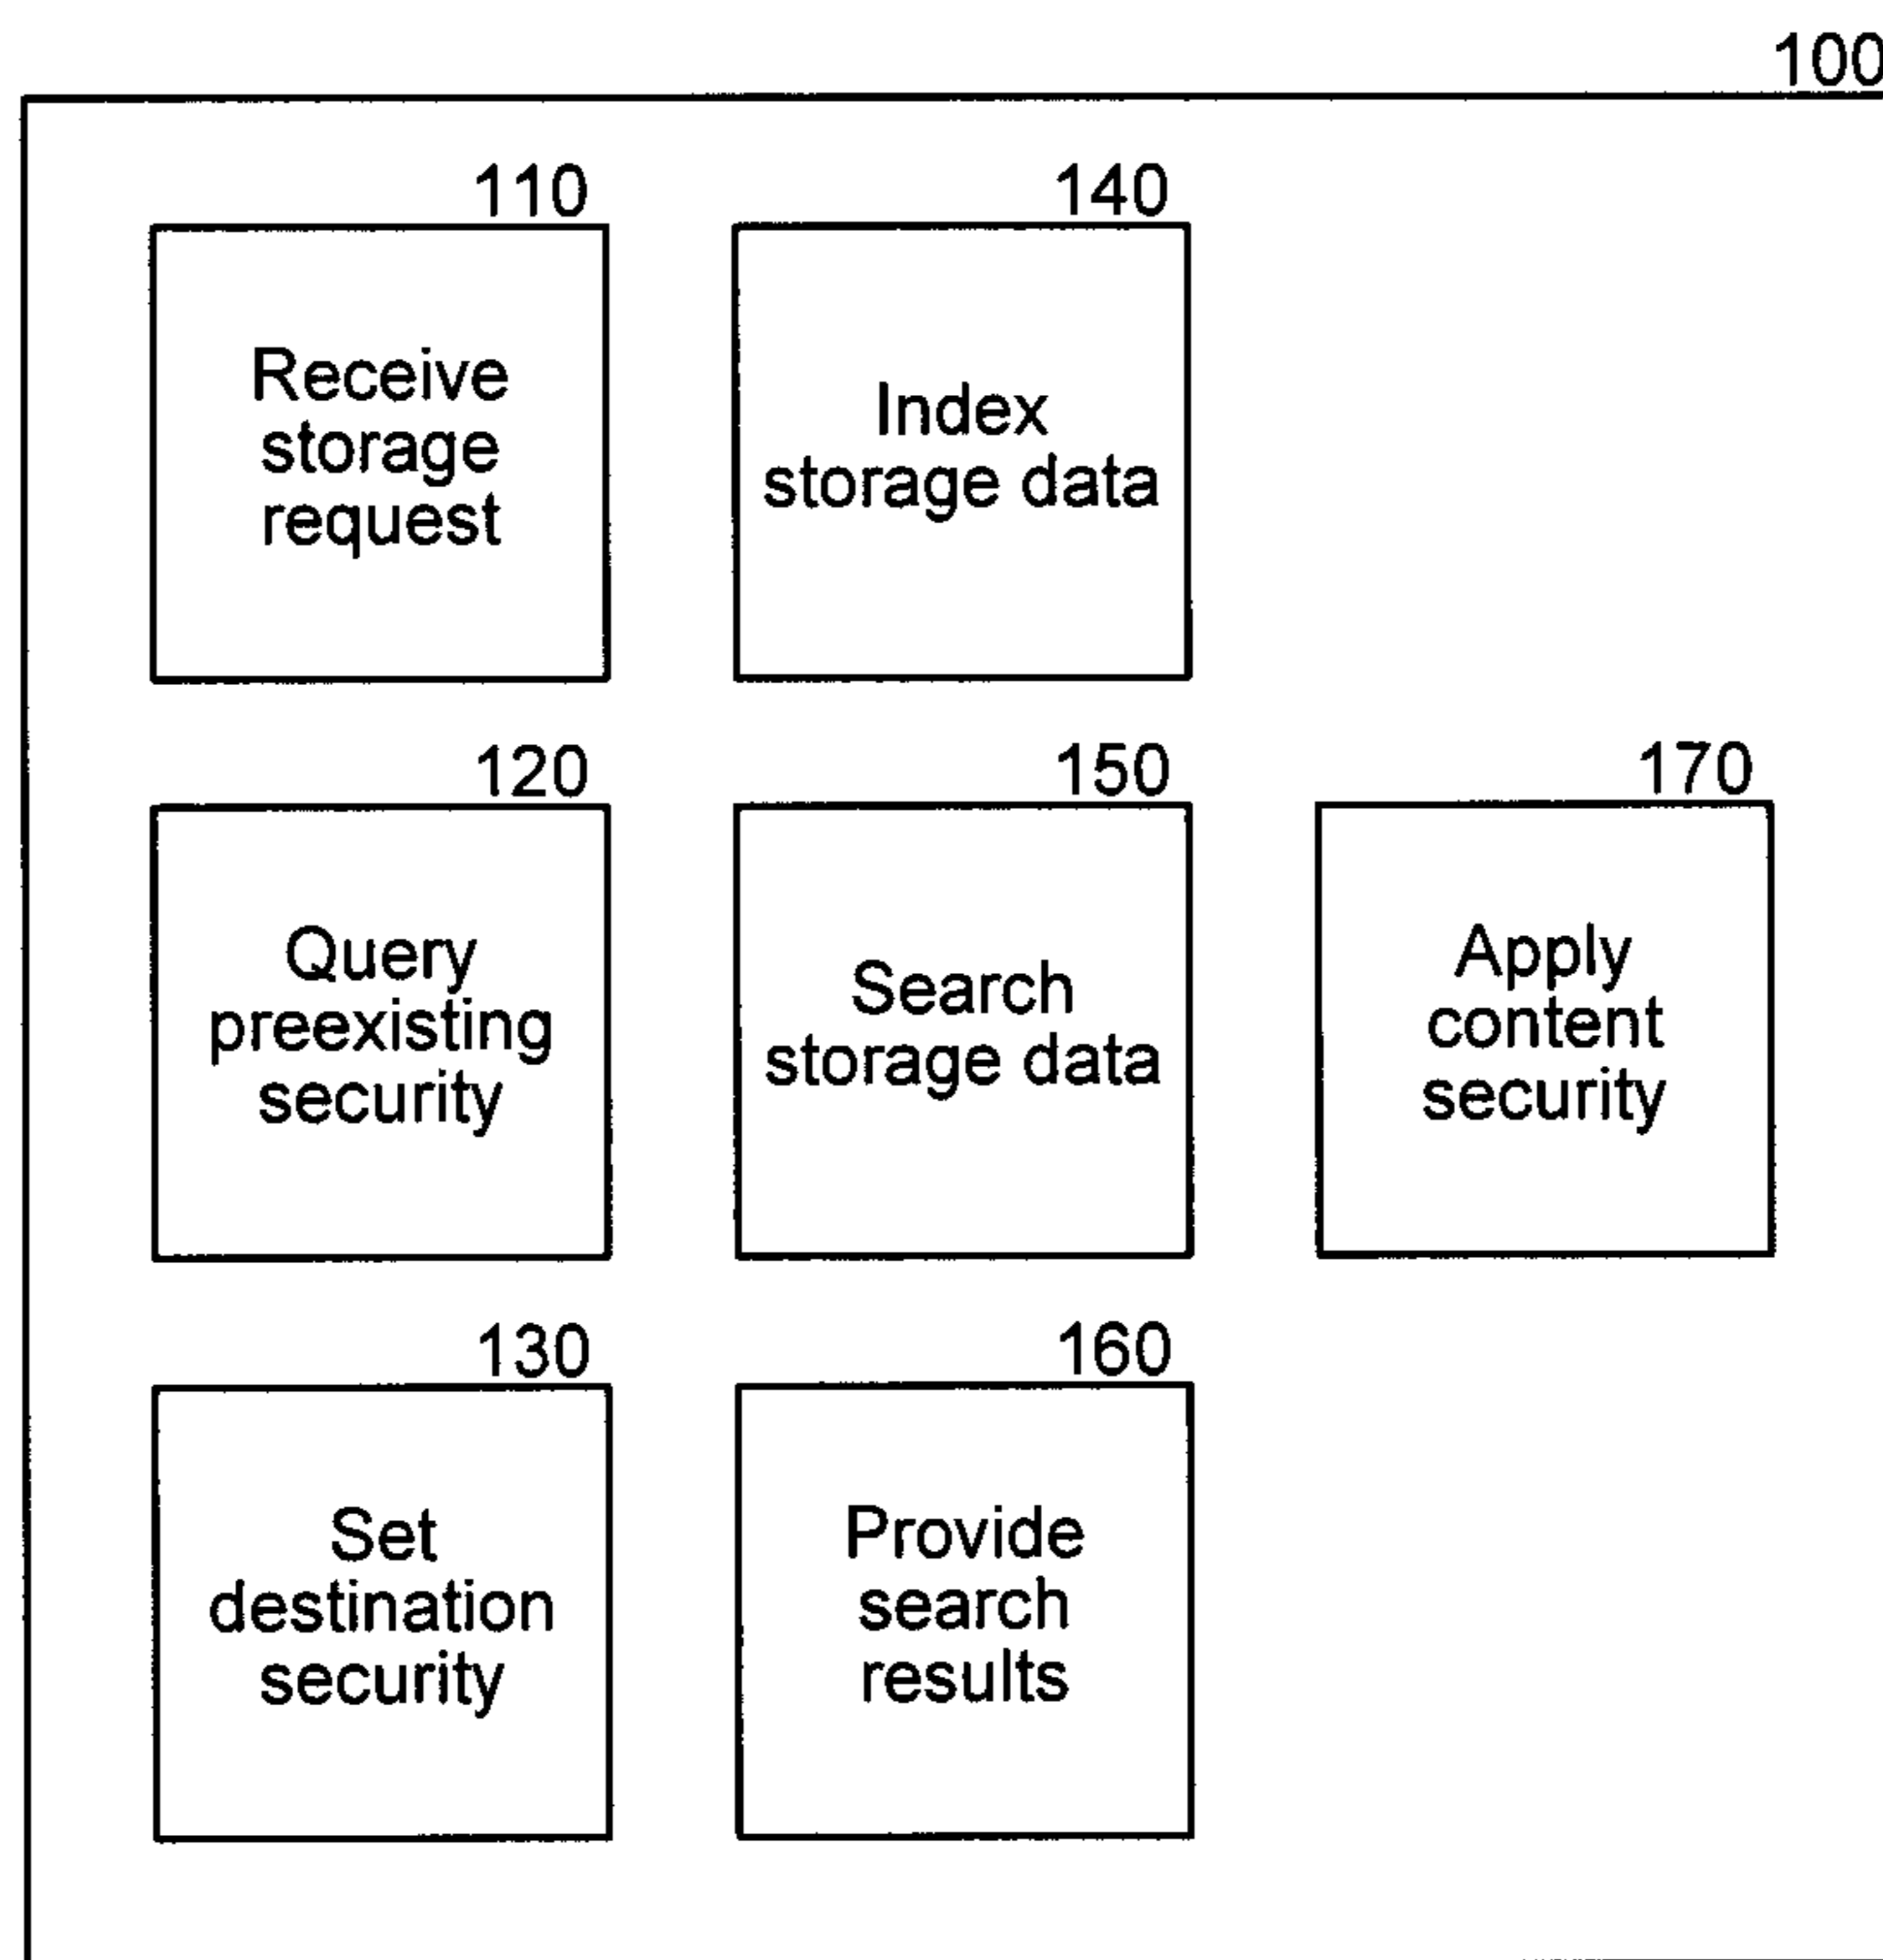 100
110
Receive
storage
request
140
Index
storage data
120
Query
preexisting
security
150
Search
storage data
170
Apply
content
security
130
Set
destination
security
160
Provide
search
results